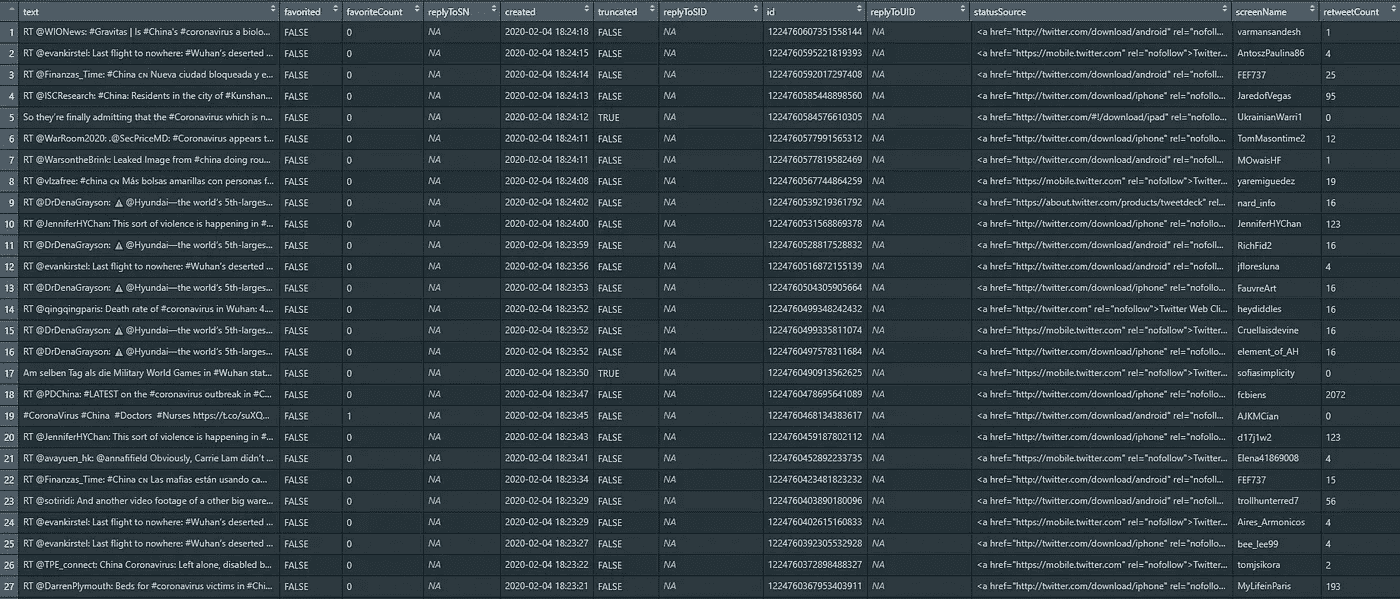 text favorited favoriteCount replyToSN created truncated replyToSID id replyToUID statusSource screenName retweetCount
1 RT @WIONews: #Gravitas | Is #China's #coronavirus a biolo... FALSE 0 NA 2020-02-04 18:24:18 FALSE NA 1224760607351558144 NA <a href="http://twitter.com/download/android" rel="nofoll... varmansandesh 1
2 RT @evankirstel: Last flight to nowhere: #Wuhan's deserted ... FALSE 0 NA 2020-02-04 18:24:15 FALSE NA 1224760595221819393 NA <a href="https://mobile.twitter.com" rel="nofollow">Twitter... AntoszPaulina86 4
3 RT @Finanzas_Time: #China CN Nueva ciudad bloqueada y e... FALSE 0 NA 2020-02-04 18:24:14 FALSE NA 1224760592017297408 NA <a href="http://twitter.com/download/android" rel="nofoll... FEF737 25
4 RT @ISCResearch: #China: Residents in the city of #Kunshan... FALSE 0 NA 2020-02-04 18:24:13 FALSE NA 1224760585448898560 NA <a href="http://twitter.com/download/iphone" rel="nofoll... JaredofVegas 95
5 So they're finally admitting that the #Coronavirus which is n... FALSE 0 NA 2020-02-04 18:24:12 TRUE NA 1224760584576610305 NA <a href="http://twitter.com/#!/download/ipad" rel="nofollo... UkrainianWarri1 0
6 RT @WarRoom2020: .@SecPriceMD: #Coronavirus appears t... FALSE 0 NA 2020-02-04 18:24:11 FALSE NA 1224760577991565312 NA <a href="http://twitter.com/download/iphone" rel="nofollo... TomMasontime2 12
7 RT @WarsontheBrink: Leaked Image from #china doing rou... FALSE 0 NA 2020-02-04 18:24:11 FALSE NA 1224760577819582469 NA <a href="http://twitter.com/download/android" rel="nofoll... MOwaisHF 1
8 RT @vlzafree: #china CN Más bolsas amarillas con personas f... FALSE 0 NA 2020-02-04 18:24:08 FALSE NA 1224760567744864259 NA <a href="https://mobile.twitter.com" rel="nofollow">Twitter... yaremiguedez 19
9 RT @DrDenaGrayson: ⚠ @Hyundai—the world's 5th-larges... FALSE 0 NA 2020-02-04 18:24:02 FALSE NA 1224760539219361792 NA <a href="https://about.twitter.com/products/tweetdeck" rel... nard_info 16
10 RT @JenniferHYChan: This sort of violence is happening in #... FALSE 0 NA 2020-02-04 18:24:00 FALSE NA 1224760531568869378 NA <a href="http://twitter.com/download/iphone" rel="nofollo... JenniferHYChan 123
11 RT @DrDenaGrayson: ⚠ @Hyundai—the world's 5th-larges... FALSE 0 NA 2020-02-04 18:23:59 FALSE NA 1224760528817528832 NA <a href="http://twitter.com/download/android" rel="nofoll... RichFid2 16
12 RT @evankirstel: Last flight to nowhere: #Wuhan's deserted ... FALSE 0 NA 2020-02-04 18:23:56 FALSE NA 1224760516872155139 NA <a href="http://twitter.com/download/android" rel="nofoll... jfloresluna 4
13 RT @DrDenaGrayson: ⚠ @Hyundai—the world's 5th-larges... FALSE 0 NA 2020-02-04 18:23:53 FALSE NA 1224760504305905664 NA <a href="http://twitter.com/download/iphone" rel="nofollo... FauvreArt 16
14 RT @qingqingparis: Death rate of #coronavirus in Wuhan: 4.... FALSE 0 NA 2020-02-04 18:23:52 FALSE NA 1224760499348242432 NA <a href="http://twitter.com" rel="nofollow">Twitter Web Cli... heydiddles 16
15 RT @DrDenaGrayson: ⚠ @Hyundai—the world's 5th-larges... FALSE 0 NA 2020-02-04 18:23:52 FALSE NA 1224760499335811074 NA <a href="https://mobile.twitter.com" rel="nofollow">Twitter... Cruellaisdevine 16
16 RT @DrDenaGrayson: ⚠ @Hyundai—the world's 5th-larges... FALSE 0 NA 2020-02-04 18:23:52 FALSE NA 1224760497578311684 NA <a href="http://twitter.com/download/iphone" rel="nofollo... element_of_AH 16
17 Am selben Tag als die Military World Games in #Wuhan stat... FALSE 0 NA 2020-02-04 18:23:50 TRUE NA 1224760490913562625 NA <a href="https://mobile.twitter.com" rel="nofollow">Twitter... sofiasimplicity 0
18 RT @PDChina: #LATEST on the #coronavirus outbreak in #C... FALSE 0 NA 2020-02-04 18:23:47 FALSE NA 1224760478695641089 NA <a href="http://twitter.com/download/iphone" rel="nofollo... fcbiens 2072
19 #CoronaVirus #China #Doctors #Nurses https://t.co/suXQ... FALSE 1 NA 2020-02-04 18:23:45 FALSE NA 1224760468134383617 NA <a href="http://twitter.com/download/android" rel="nofoll... AJKMCian 0
20 RT @JenniferHYChan: This sort of violence is happening in #... FALSE 0 NA 2020-02-04 18:23:43 FALSE NA 1224760459187802112 NA <a href="http://twitter.com/download/iphone" rel="nofollo... d17j1w2 123
21 RT @avayuen_hk: @annafifield Obviously, Carrie Lam didn't ... FALSE 0 NA 2020-02-04 18:23:41 FALSE NA 1224760452892233735 NA <a href="https://mobile.twitter.com" rel="nofollow">Twitter... Elena41869008 4
22 RT @Finanzas_Time: #China CN Las mafias están usando ca... FALSE 0 NA 2020-02-04 18:23:34 FALSE NA 1224760423481823232 NA <a href="http://twitter.com/download/android" rel="nofoll... FEF737 15
23 RT @sotiridi: And another video footage of a other big ware... FALSE 0 NA 2020-02-04 18:23:29 FALSE NA 1224760403890180096 NA <a href="http://twitter.com/download/android" rel="nofoll... trollhunterred7 56
24 RT @evankirstel: Last flight to nowhere: #Wuhan's deserted ... FALSE 0 NA 2020-02-04 18:23:29 FALSE NA 1224760402615160833 NA <a href="https://mobile.twitter.com" rel="nofollow">Twitter... Aires_Armonicos 4
25 RT @evankirstel: Last flight to nowhere: #Wuhan's deserted ... FALSE 0 NA 2020-02-04 18:23:27 FALSE NA 1224760392305532928 NA <a href="https://mobile.twitter.com" rel="nofollow">Twitter... bee_lee99 4
26 RT @TPE_connect: China Coronavirus: Left alone, disabled b... FALSE 0 NA 2020-02-04 18:23:22 FALSE NA 1224760372898488327 NA <a href="http://twitter.com/download/iphone" rel="nofollo... tomjsikora 2
27 RT @DarrenPlymouth: Beds for #coronavirus victims in #Chi... FALSE 0 NA 2020-02-04 18:23:21 FALSE NA 1224760367953403911 NA <a href="http://twitter.com/download/iphone" rel="nofollo... MyLifeinParis 193